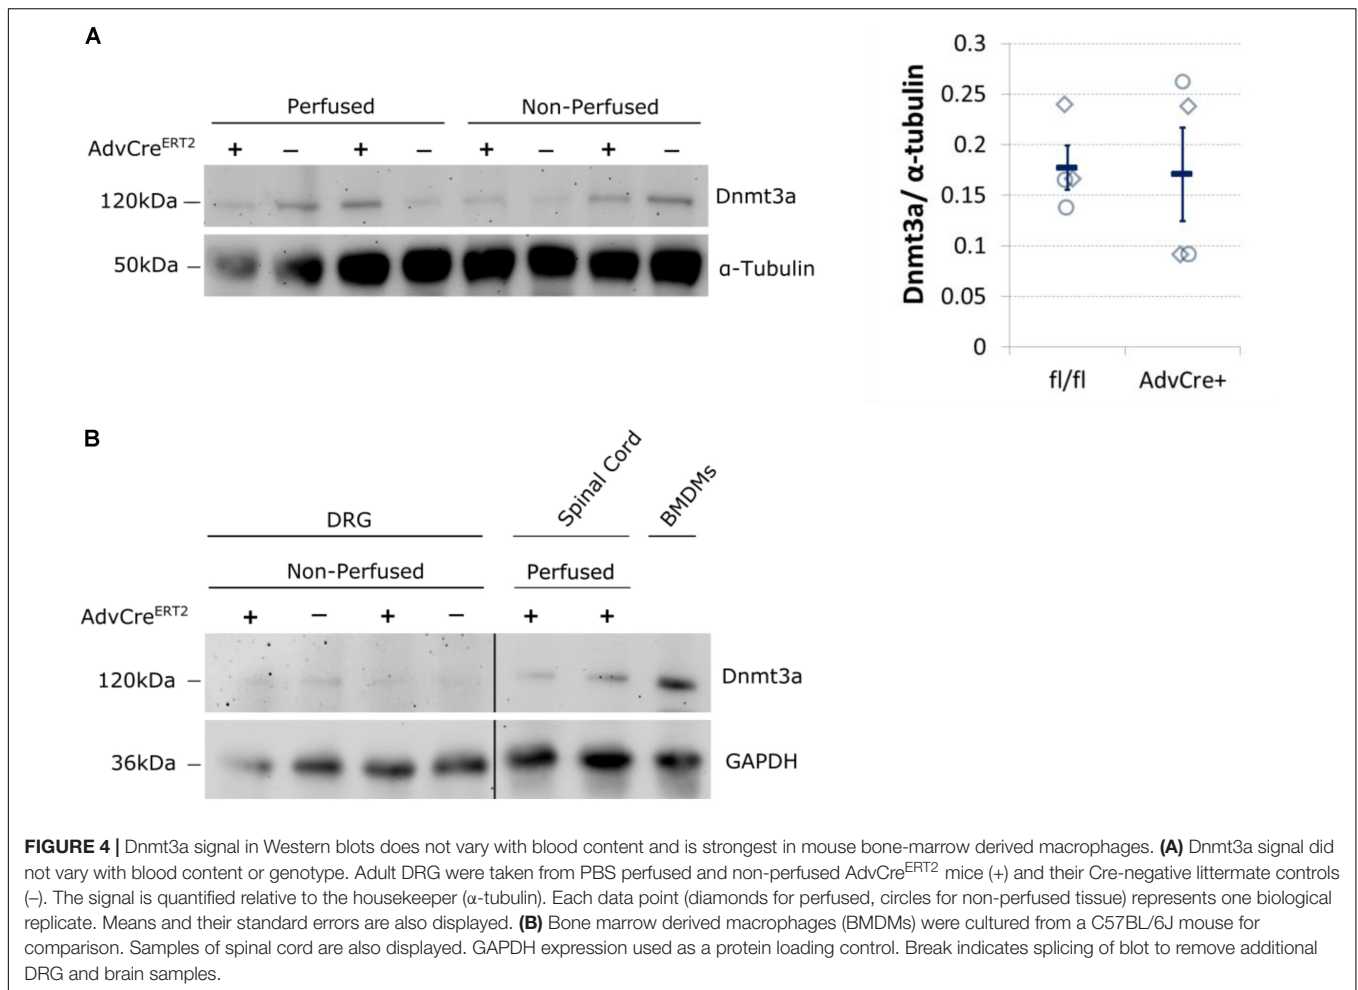 A
Perfused
Non-Perfused
AdvCreERT2 + − + − + − + −
120kDa
Dnmt3a
50kDa
α-Tubulin
Dnmt3a/ α-tubulin
0.3
0.25
0.2
0.15
0.1
0.05
0
fl/fl
AdvCre+
B
DRG
Spinal Cord
BMDMs
Non-Perfused
Perfused
AdvCreERT2 + − + − + +
120kDa
Dnmt3a
36kDa
GAPDH
FIGURE 4 | Dnmt3a signal in Western blots does not vary with blood content and is strongest in mouse bone-marrow derived macrophages. (A) Dnmt3a signal did
not vary with blood content or genotype. Adult DRG were taken from PBS perfused and non-perfused AdvCreERT2 mice (+) and their Cre-negative littermate controls
(–). The signal is quantified relative to the housekeeper (α-tubulin). Each data point (diamonds for perfused, circles for non-perfused tissue) represents one biological
replicate. Means and their standard errors are also displayed. (B) Bone marrow derived macrophages (BMDMs) were cultured from a C57BL/6J mouse for
comparison. Samples of spinal cord are also displayed. GAPDH expression used as a protein loading control. Break indicates splicing of blot to remove additional
DRG and brain samples.